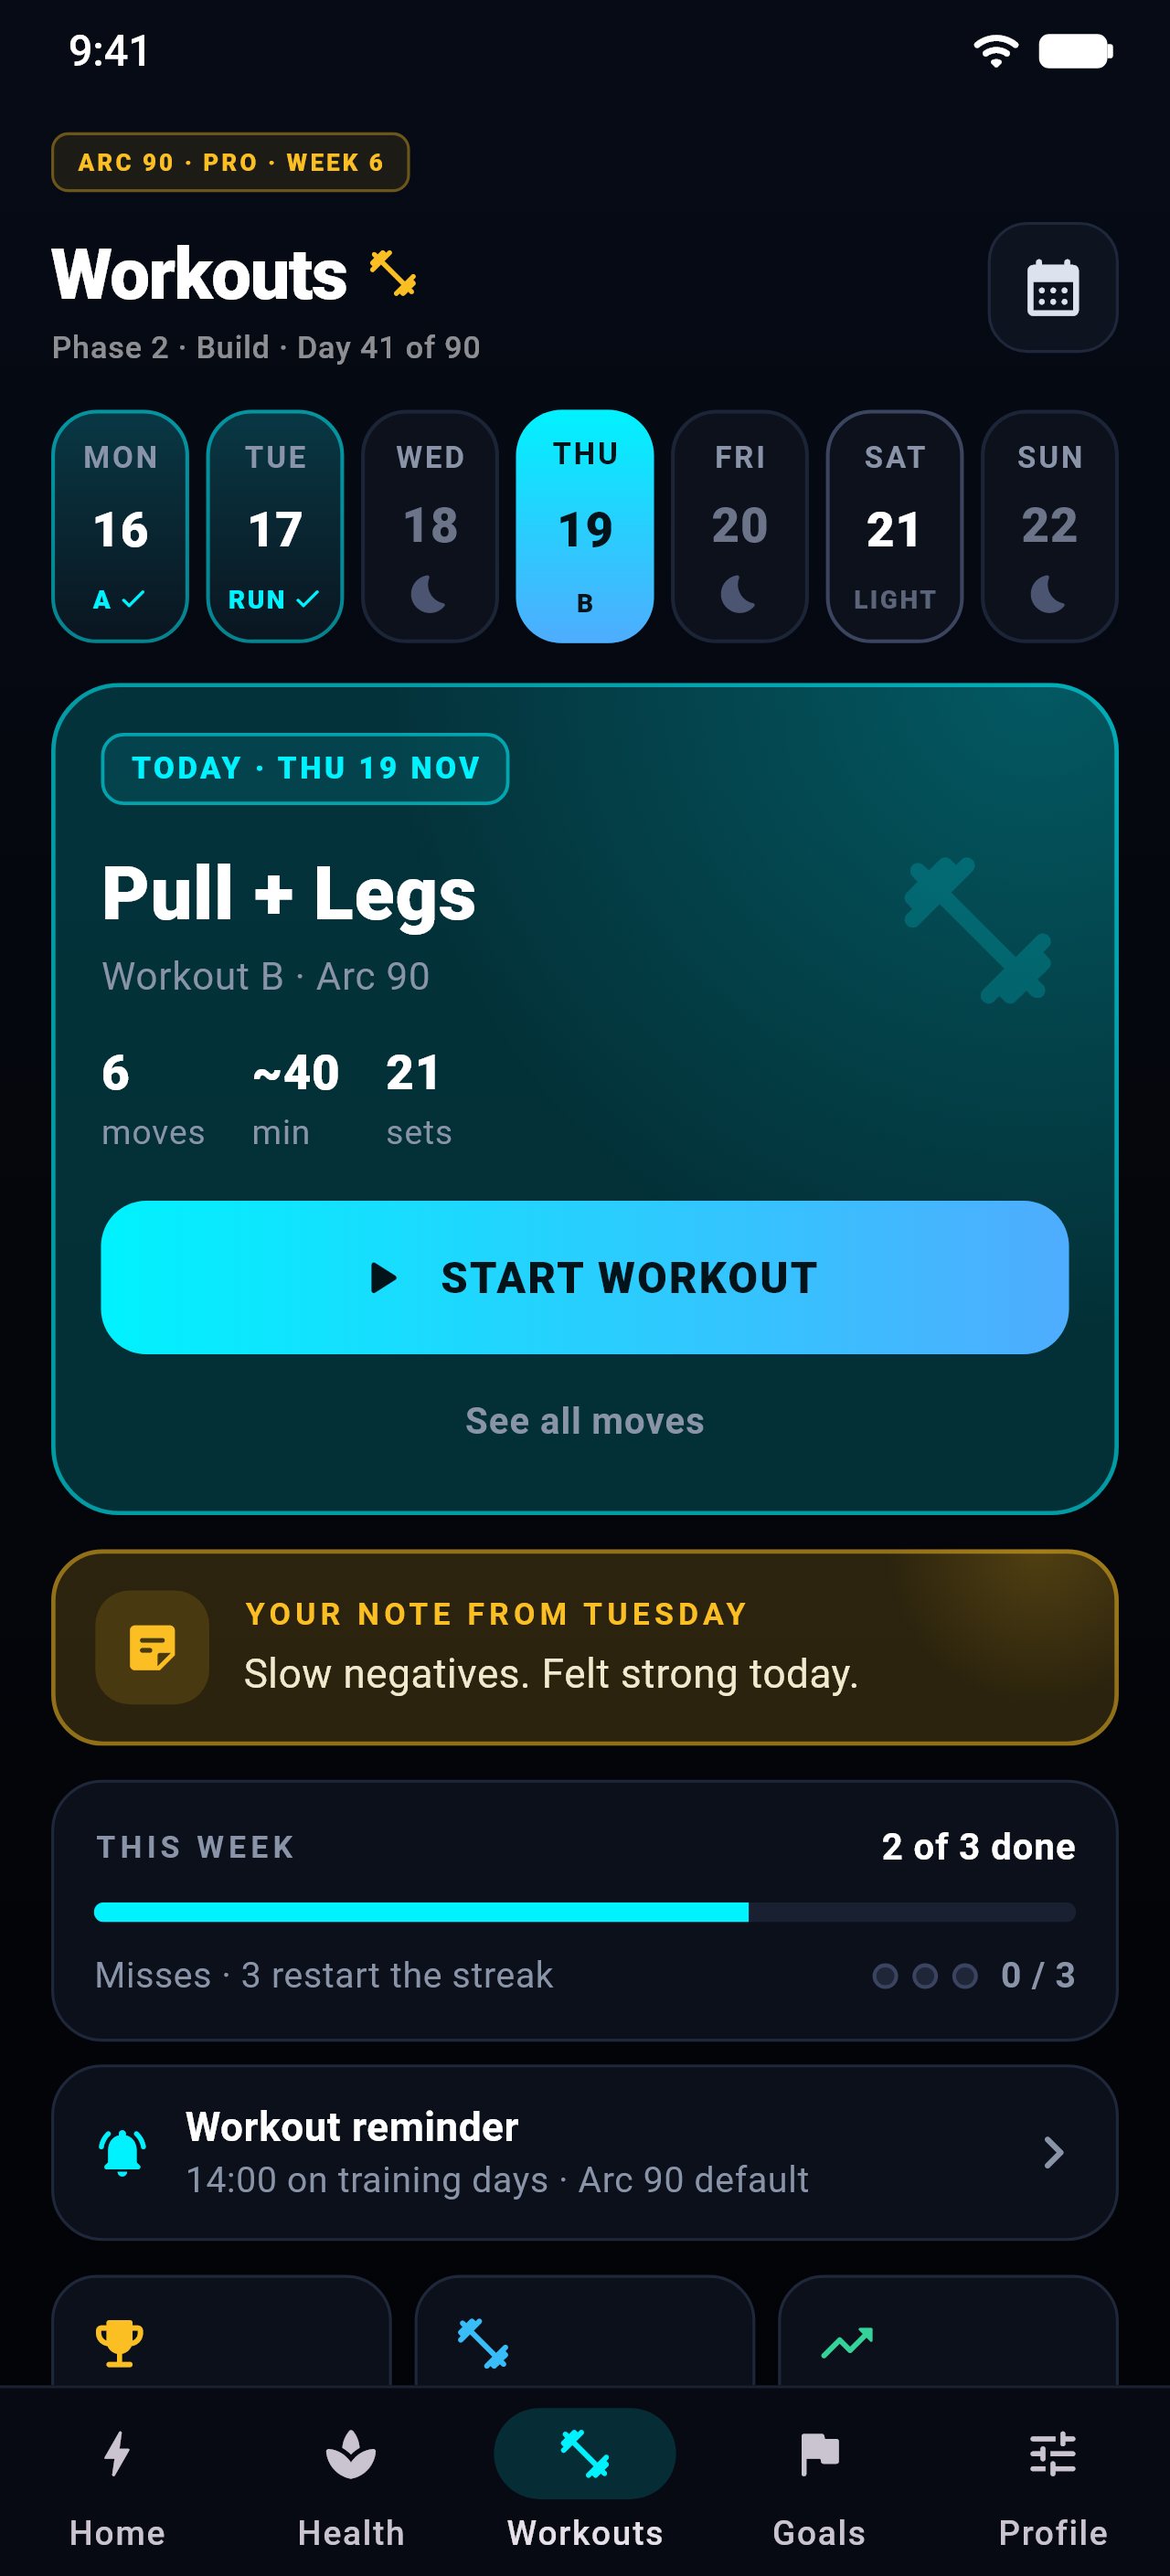 9:41
ARC 90 · PRO · WEEK 6
Workouts
Phase 2 · Build · Day 41 of 90
MON TUE WED THU FRI SAT SUN
16 17 18 19 20 21 22
A ✓ RUN ✓ B LIGHT
TODAY · THU 19 NOV
Pull + Legs
Workout B · Arc 90
6 ~40 21
moves min sets
START WORKOUT
See all moves
YOUR NOTE FROM TUESDAY
Slow negatives. Felt strong today.
THIS WEEK 2 of 3 done
Misses · 3 restart the streak 0 / 3
Workout reminder
14:00 on training days · Arc 90 default
Home Health Workouts Goals Profile